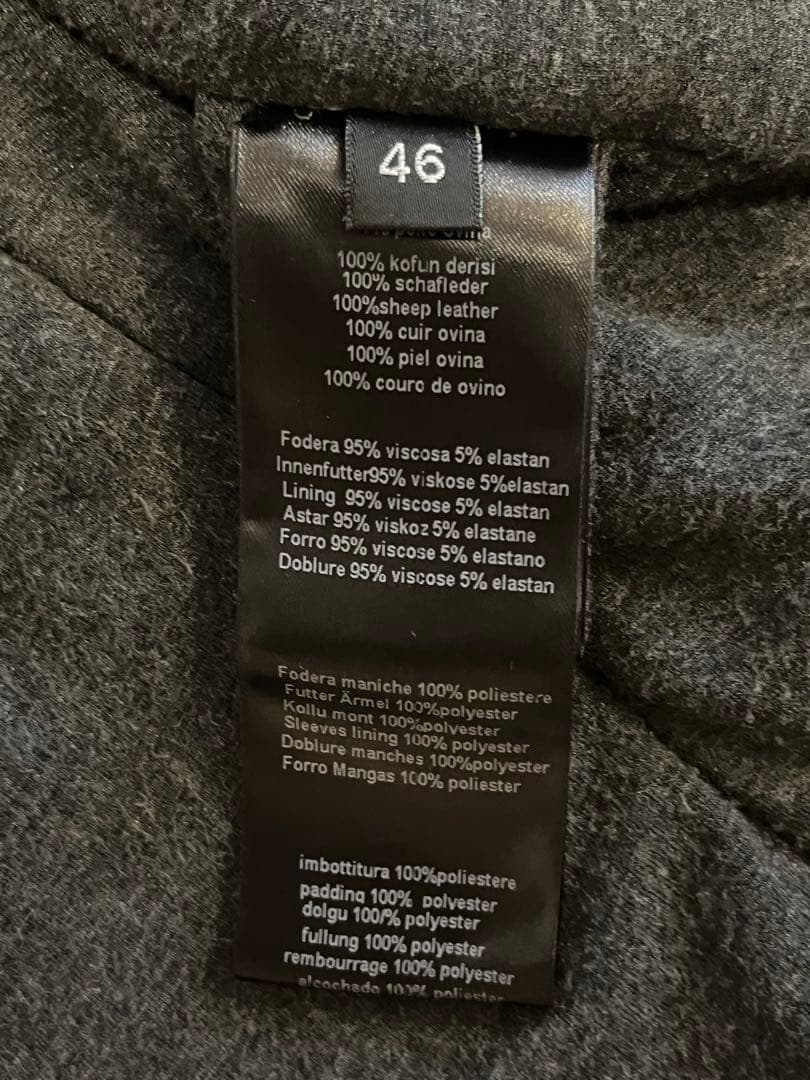 46
ovina
100% kofun derisi
100% schafleder
100%sheep leather
100% cuir ovina
100% piel ovina
100% couro de ovino
Fodera 95% viscosa 5% elastan
Innenfutter95% viskose 5%elastan
Lining 95% viscose 5% elastan
Astar 95% viskoz 5% elastane
Forro 95% viscose 5% elastano
Doblure 95% viscose 5% elastan
Fodera maniche 100% poliestere
Futter Ärmel 100%polyester
Kollu mont 100%polyester
Sleeves lining 100% polyester
Doblure manches 100%polyester
Forro Mangas 100% poliester
imbottitura 100%poliestere
padding 100% polyester
dolgu 100/% polyester
fullung 100% polyester
rembourrage 100% polyester
alcochado 100% poliester